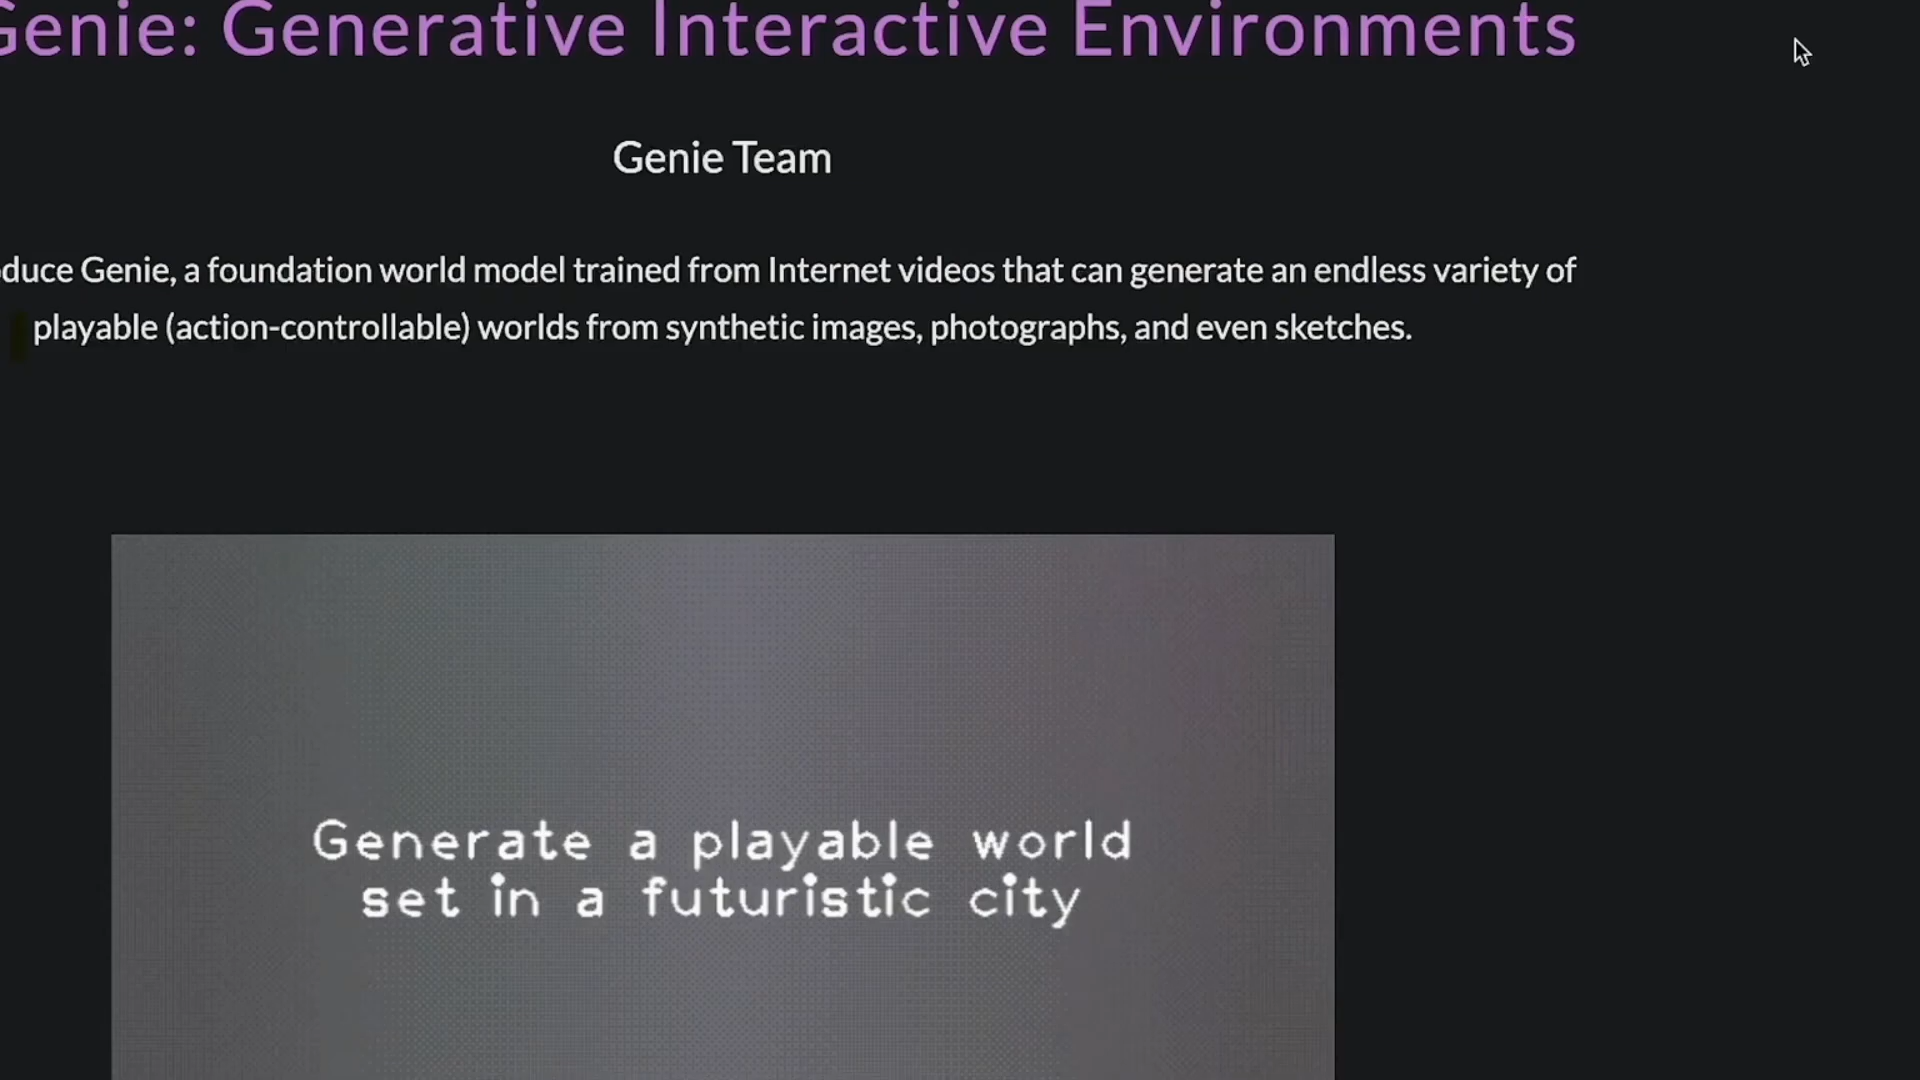 Genie: Generative Interactive Environments
Genie Team
duce Genie, a foundation world model trained from Internet videos that can generate an endless variety of
playable (action-controllable) worlds from synthetic images, photographs, and even sketches.
Generate a playable world
set in a futuristic city